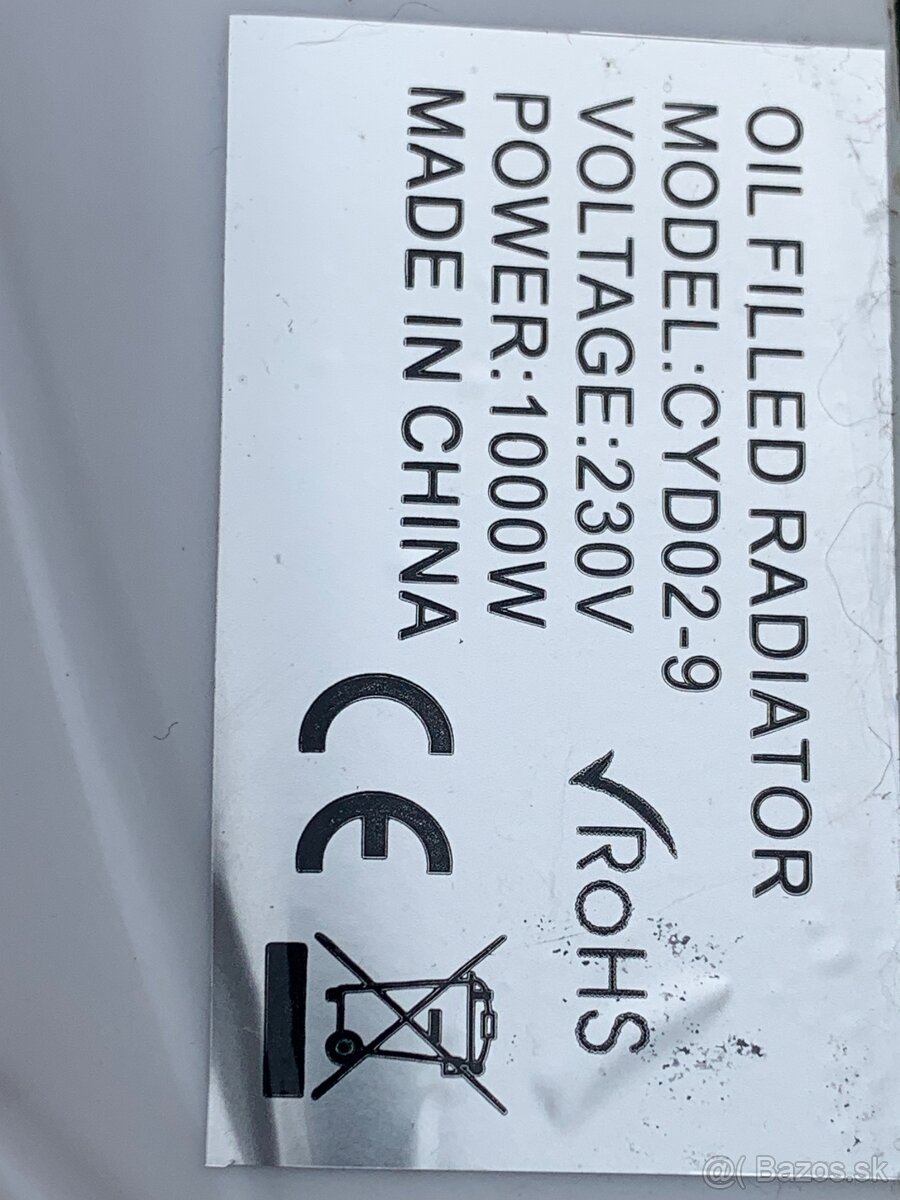 OIL FILLED RADIATOR
MODEL:CYD02-9
VOLTAGE:230V
POWER:1000W
MADE IN CHINA
RoHS
CE
@( Bazos.sk